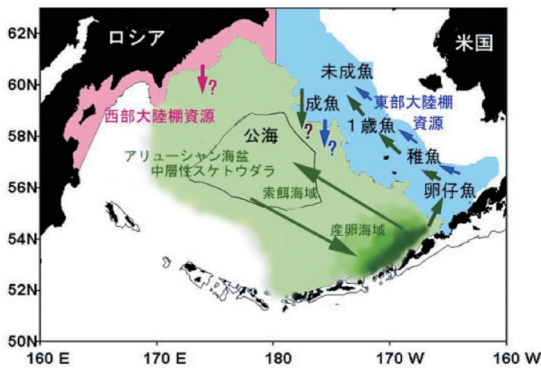 62N
60N
58N
56N
54N
52N
50N
160 E
170 E
180
170 W
160 W
ロシア
米国
未成魚
成魚
東部大陸棚
資源
?
西部大陸棚資源
1歳魚
?
?
公海
稚魚
アリューシャン海盆
中層性スケトウダラ
卵仔魚
索餌海域
産卵海域